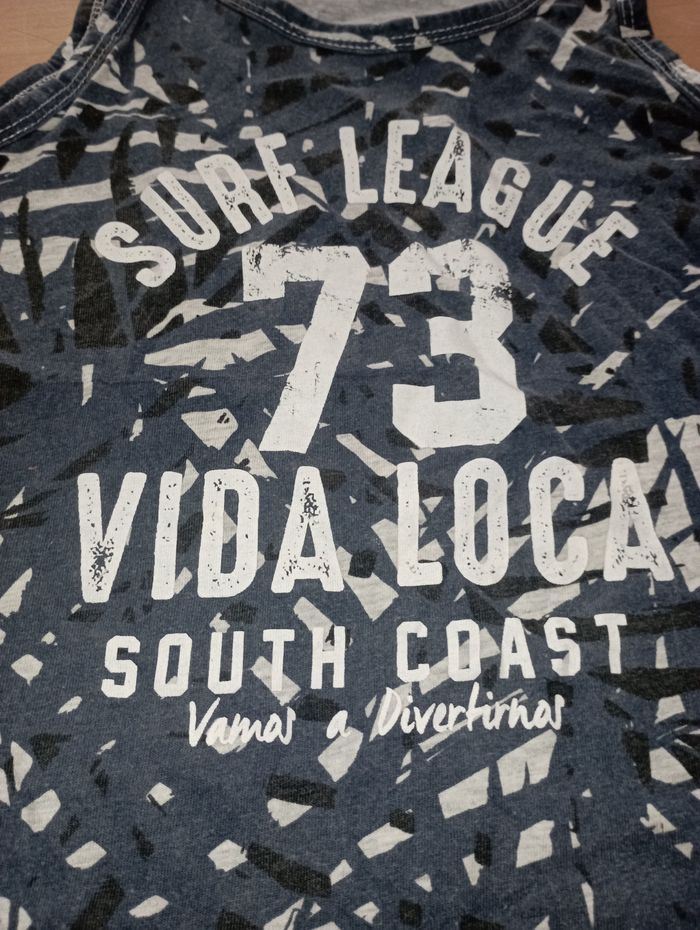 SURF LEAGUE
73
VIDA LOCA
SOUTH COAST
Vamos a Divertirnos